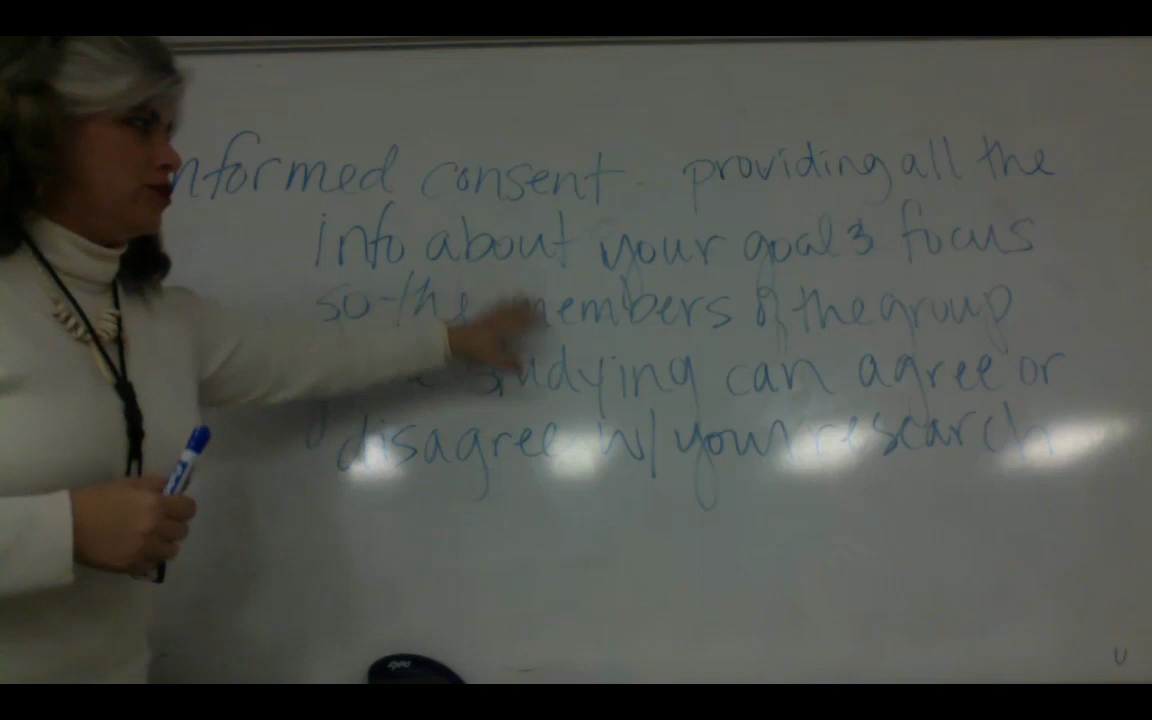 nformed consent - providing all the
info about your goal & focus
so the members of the group
studying can agree or
disagree w/ your research
EXPO
U